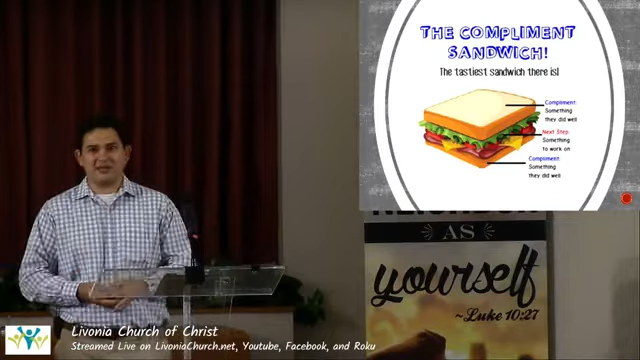 THE COMPLIMENT
SANDWICH!
The tastiest sandwich there is!
Compliment:
Something
they did well
Next Step:
Something
to work on
Compliment:
Something
they did well
AS
yourself
~Luke 10:27
Livonia Church of Christ
Streamed Live on LivoniaChurch.net, Youtube, Facebook, and Roku